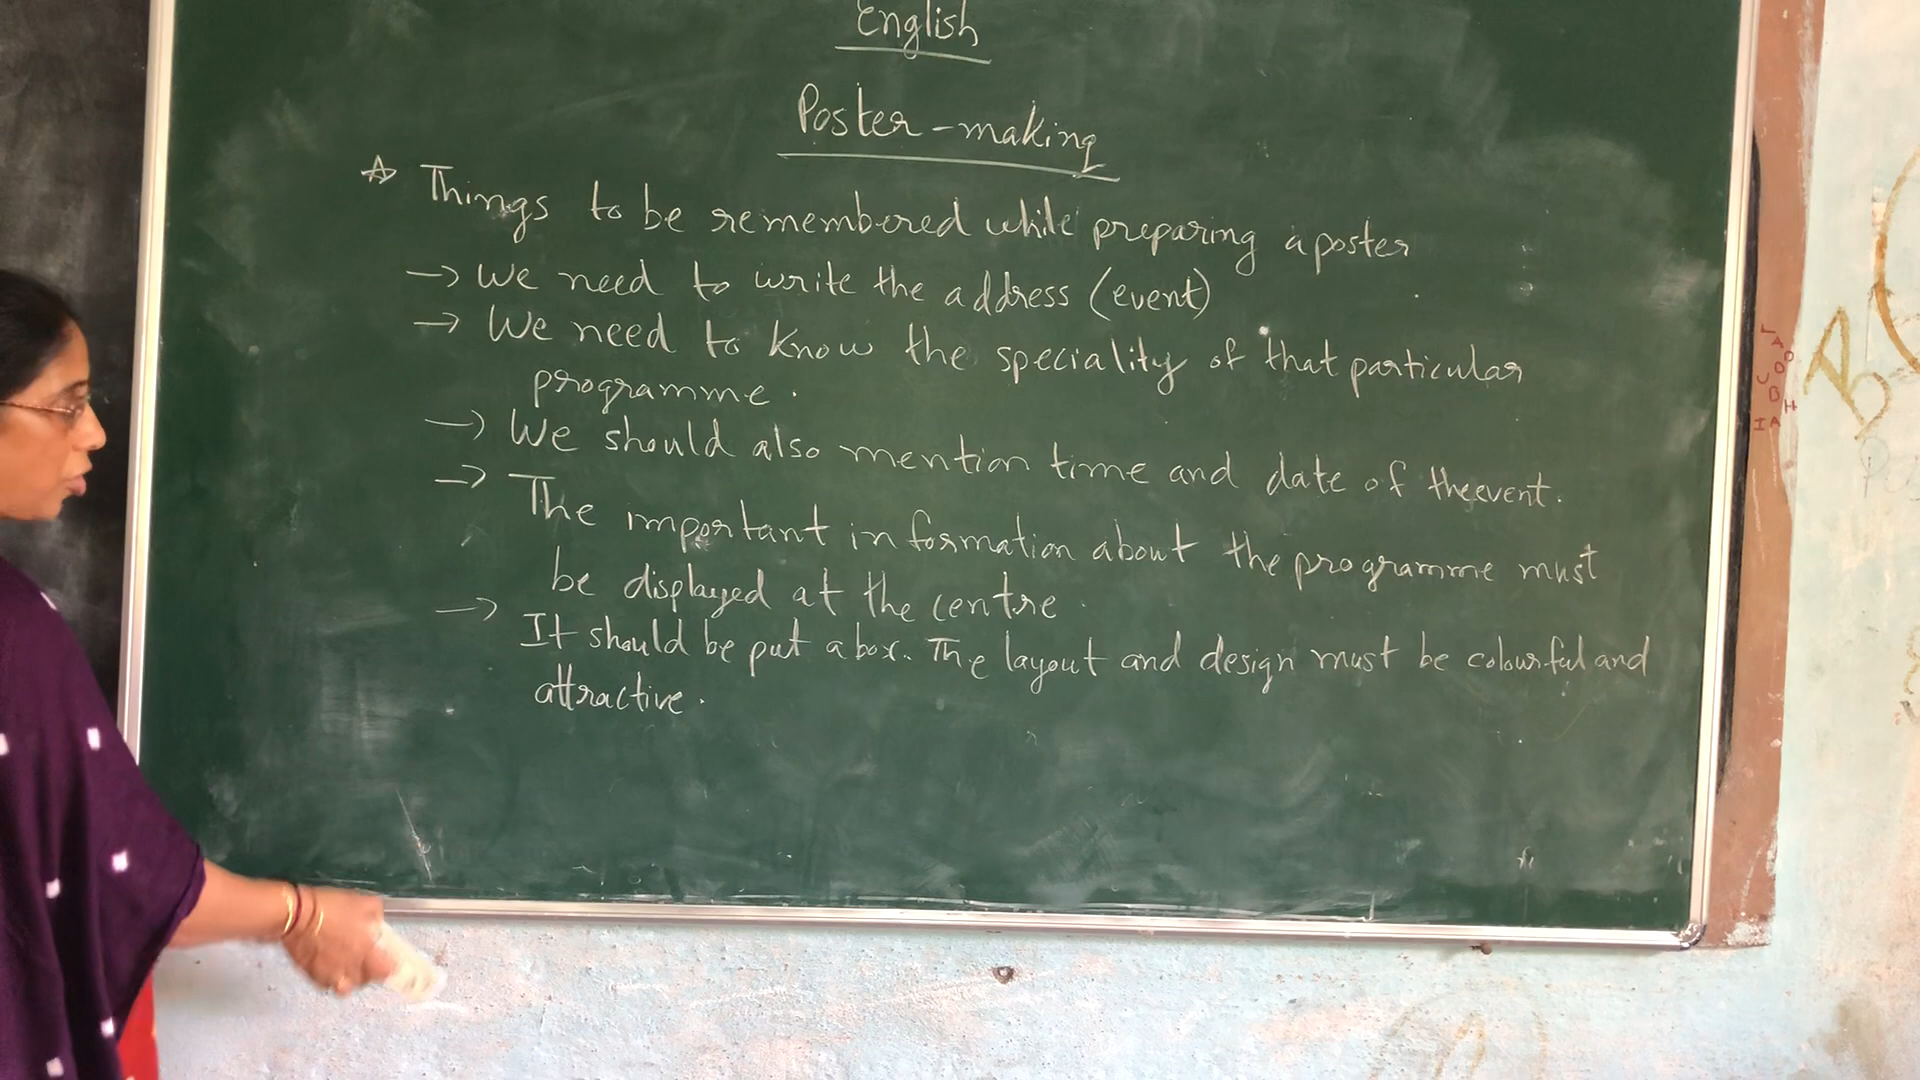 English
Poster-making
☆ Things to be remembered while preparing a poster
→ We need to write the address (event)
→ We need to know the speciality of that particular
programme.
→ We should also mention time and date of the event.
→ The important information about the programme must
be displayed at the centre.
→ It should be put a box. The layout and design must be colourful and
attractive.